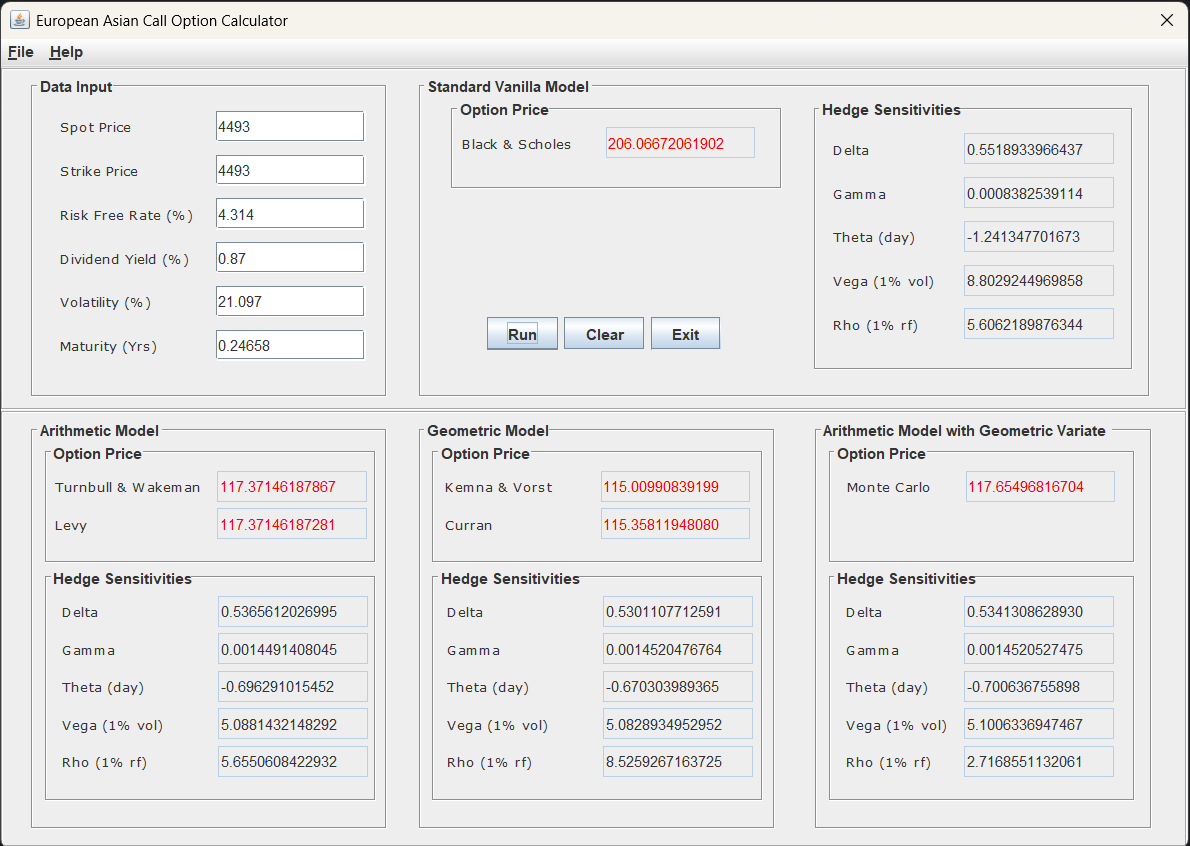 European Asian Call Option Calculator
File Help
Data Input
Spot Price 4493
Strike Price 4493
Risk Free Rate (%) 4.314
Dividend Yield (%) 0.87
Volatility (%) 21.097
Maturity (Yrs) 0.24658
Standard Vanilla Model
Option Price
Black & Scholes 206.06672061902
Run Clear Exit
Hedge Sensitivities
Delta 0.5518933966437
Gamma 0.0008382539114
Theta (day) -1.241347701673
Vega (1% vol) 8.8029244969858
Rho (1% rf) 5.6062189876344
Arithmetic Model
Option Price
Turnbull & Wakeman 117.37146187867
Levy 117.37146187281
Hedge Sensitivities
Delta 0.5365612026995
Gamma 0.0014491408045
Theta (day) -0.696291015452
Vega (1% vol) 5.0881432148292
Rho (1% rf) 5.6550608422932
Geometric Model
Option Price
Kemna & Vorst 115.00990839199
Curran 115.35811948080
Hedge Sensitivities
Delta 0.5301107712591
Gamma 0.0014520476764
Theta (day) -0.670303989365
Vega (1% vol) 5.0828934952952
Rho (1% rf) 8.5259267163725
Arithmetic Model with Geometric Variate
Option Price
Monte Carlo 117.65496816704
Hedge Sensitivities
Delta 0.5341308628930
Gamma 0.0014520527475
Theta (day) -0.700636755898
Vega (1% vol) 5.1006336947467
Rho (1% rf) 2.7168551132061